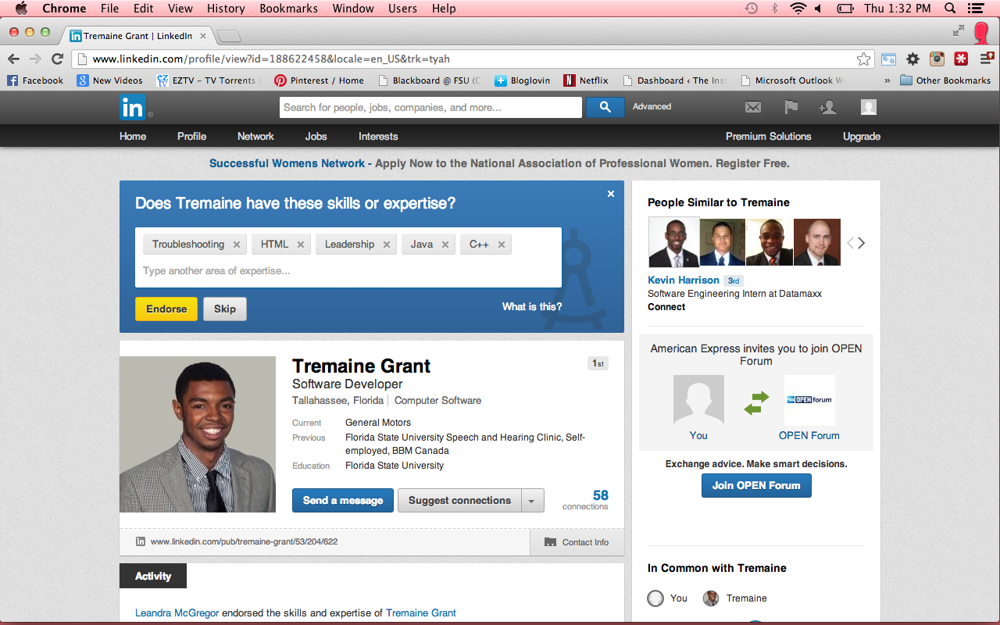 Chrome File Edit View History Bookmarks Window Users Help Thu 1:32 PM
in Tremaine Grant | LinkedIn ×
www.linkedin.com/profile/view?id=188622458&locale=en_US&trk=tyah
Facebook New Videos EZTV - TV Torrents Pinterest / Home Blackboard @ FSU (C Bloglovin Netflix Dashboard ‹ The Ins Microsoft Outlook W » Other Bookmarks
in® Search for people, jobs, companies, and more... Advanced
Home Profile Network Jobs Interests Premium Solutions Upgrade
Successful Womens Network - Apply Now to the National Association of Professional Women. Register Free.
Does Tremaine have these skills or expertise? ×
Troubleshooting × HTML × Leadership × Java × C++ ×
Type another area of expertise...
Endorse Skip What is this?
Tremaine Grant 1st
Software Developer
Tallahassee, Florida | Computer Software
Current General Motors
Previous Florida State University Speech and Hearing Clinic, Self-
employed, BBM Canada
Education Florida State University
Send a message Suggest connections 58
connections
www.linkedin.com/pub/tremaine-grant/53/204/622 Contact Info
Activity
Leandra McGregor endorsed the skills and expertise of Tremaine Grant
People Similar to Tremaine
Kevin Harrison 3rd
Software Engineering Intern at Datamaxx
Connect
American Express invites you to join OPEN
Forum
OPEN forum
You OPEN Forum
Exchange advice. Make smart decisions.
Join OPEN Forum
In Common with Tremaine
You Tremaine